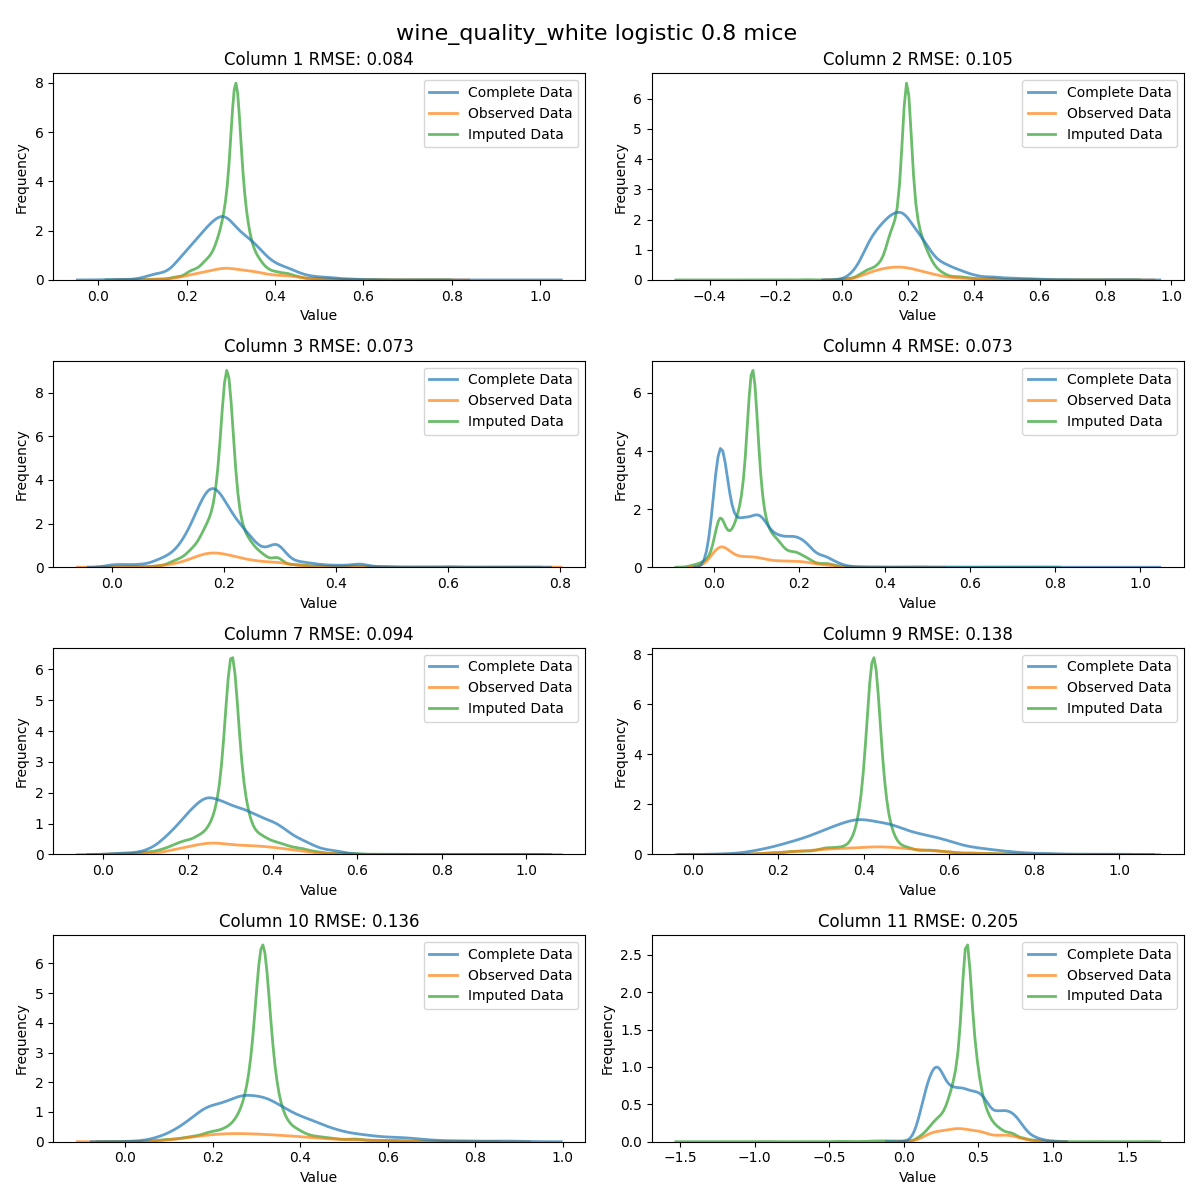 wine_quality_white logistic 0.8 mice
Column 1 RMSE: 0.084
Frequency
8
6
4
2
0
0.0 0.2 0.4 0.6 0.8 1.0
Value
Complete Data
Observed Data
Imputed Data
Column 2 RMSE: 0.105
Frequency
6
5
4
3
2
1
0
−0.4 −0.2 0.0 0.2 0.4 0.6 0.8 1.0
Value
Complete Data
Observed Data
Imputed Data
Column 3 RMSE: 0.073
Frequency
8
6
4
2
0
0.0 0.2 0.4 0.6 0.8
Value
Complete Data
Observed Data
Imputed Data
Column 4 RMSE: 0.073
Frequency
6
4
2
0
0.0 0.2 0.4 0.6 0.8 1.0
Value
Complete Data
Observed Data
Imputed Data
Column 7 RMSE: 0.094
Frequency
6
5
4
3
2
1
0
0.0 0.2 0.4 0.6 0.8 1.0
Value
Complete Data
Observed Data
Imputed Data
Column 9 RMSE: 0.138
Frequency
8
6
4
2
0
0.0 0.2 0.4 0.6 0.8 1.0
Value
Complete Data
Observed Data
Imputed Data
Column 10 RMSE: 0.136
Frequency
6
5
4
3
2
1
0
0.0 0.2 0.4 0.6 0.8 1.0
Value
Complete Data
Observed Data
Imputed Data
Column 11 RMSE: 0.205
Frequency
2.5
2.0
1.5
1.0
0.5
0.0
−1.5 −1.0 −0.5 0.0 0.5 1.0 1.5
Value
Complete Data
Observed Data
Imputed Data